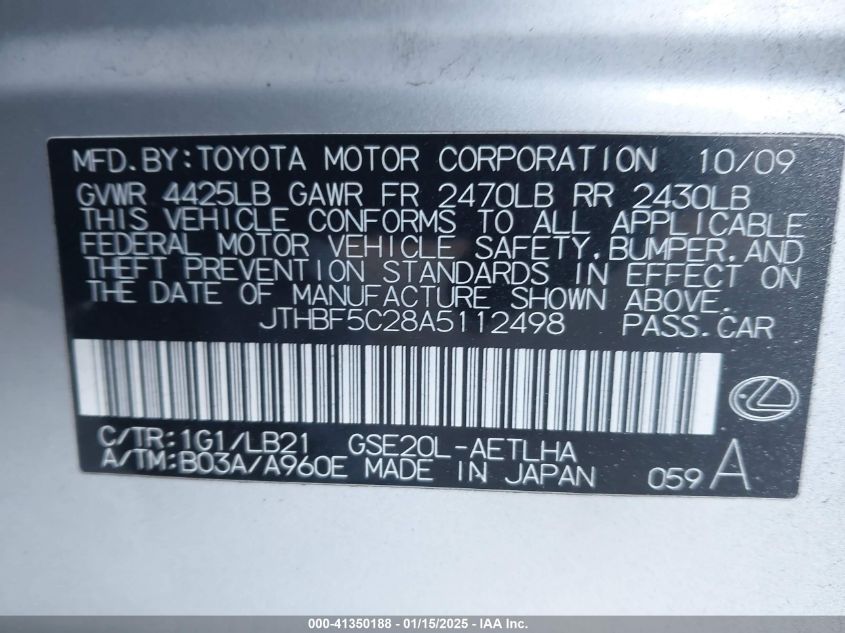 MFD.BY:TOYOTA MOTOR CORPORATION 10/09
GVWR 4425LB GAWR FR 2470LB RR 2430LB
THIS VEHICLE CONFORMS TO ALL APPLICABLE
FEDERAL MOTOR VEHICLE SAFETY,BUMPER,AND
THEFT PREVENTION STANDARDS IN EFFECT ON
THE DATE OF MANUFACTURE SHOWN ABOVE.
JTHBF5C28A5112498 PASS.CAR
C/TR:1G1/LB21 GSE20L-AETLHA
A/TM:B03A/A960E MADE IN JAPAN 059 A
000-41350188 - 01/15/2025 - IAA Inc.